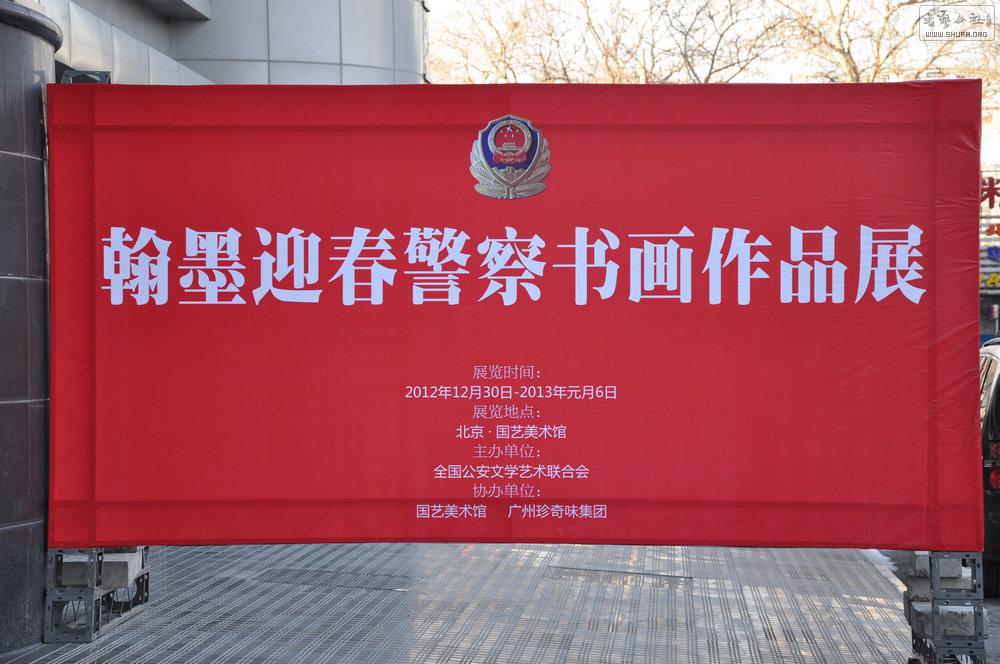 WWW.SHUFA.ORG
翰墨迎春警察书画作品展
展览时间：
2012年12月30日-2013年元月6日
展览地点：
北京·国艺美术馆
主办单位：
全国公安文学艺术联合会
协办单位：
国艺美术馆 广州珍奇味集团